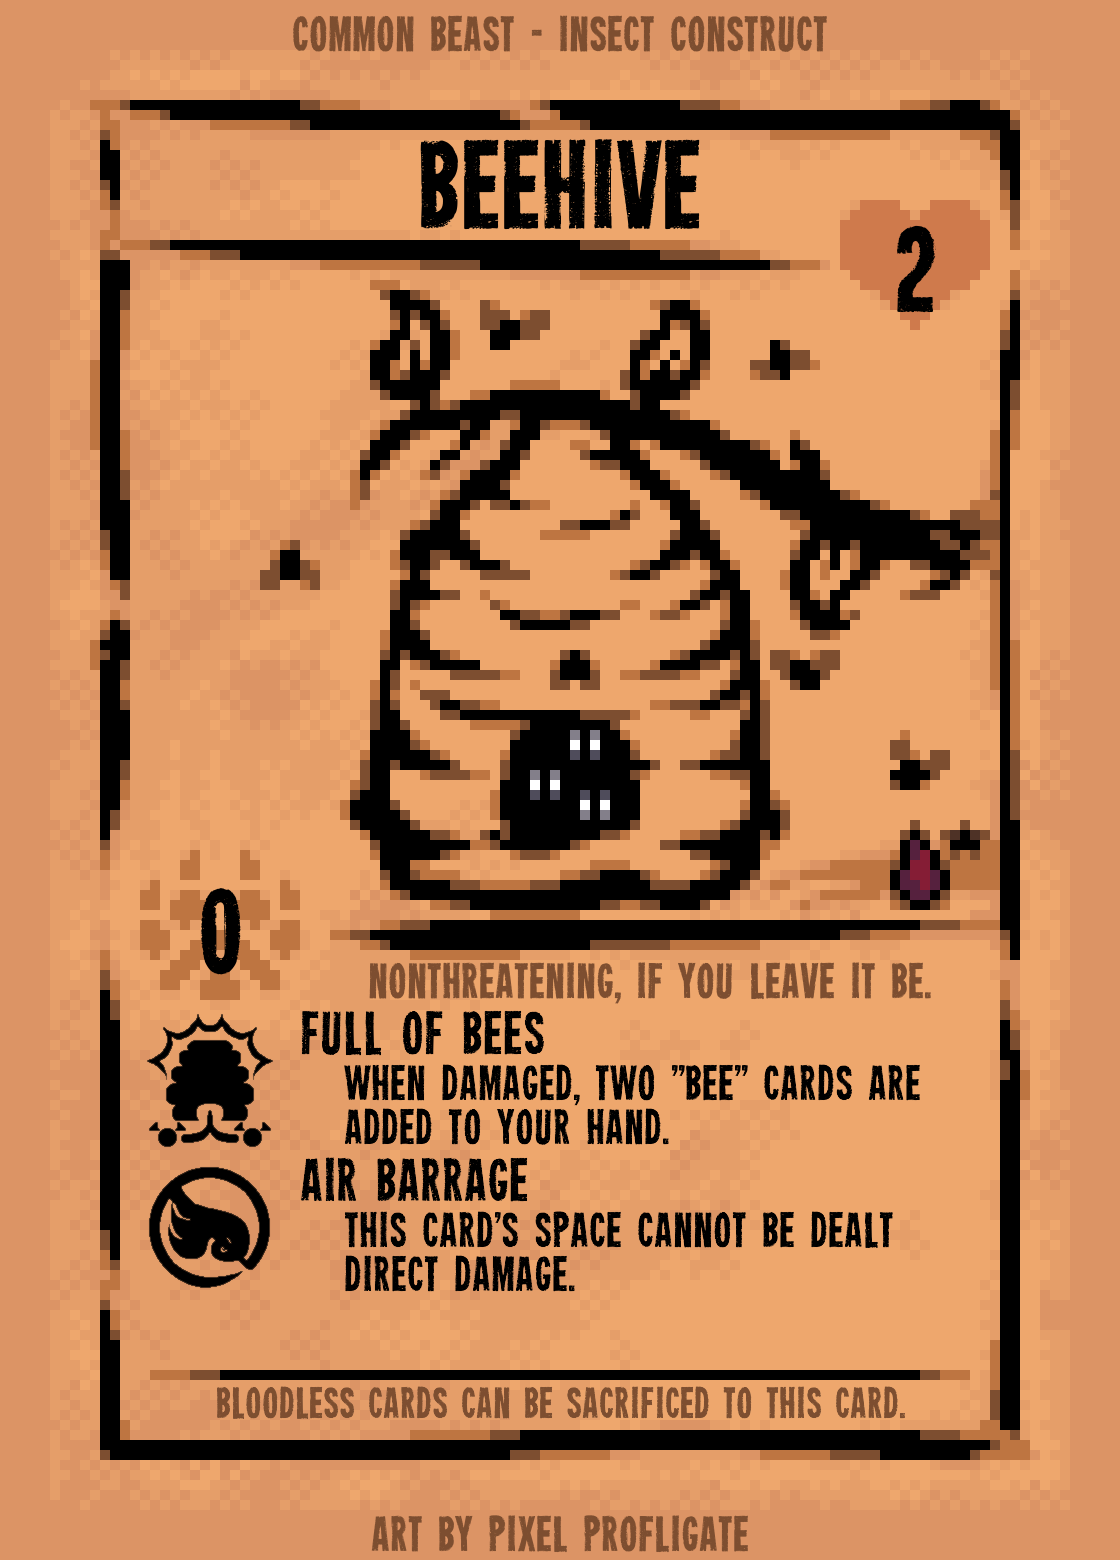 COMMON BEAST - INSECT CONSTRUCT
BEEHIVE
2
0
NONTHREATENING, IF YOU LEAVE IT BE.
FULL OF BEES
WHEN DAMAGED, TWO "BEE" CARDS ARE
ADDED TO YOUR HAND.
AIR BARRAGE
THIS CARD'S SPACE CANNOT BE DEALT
DIRECT DAMAGE.
BLOODLESS CARDS CAN BE SACRIFICED TO THIS CARD.
ART BY PIXEL PROFLIGATE